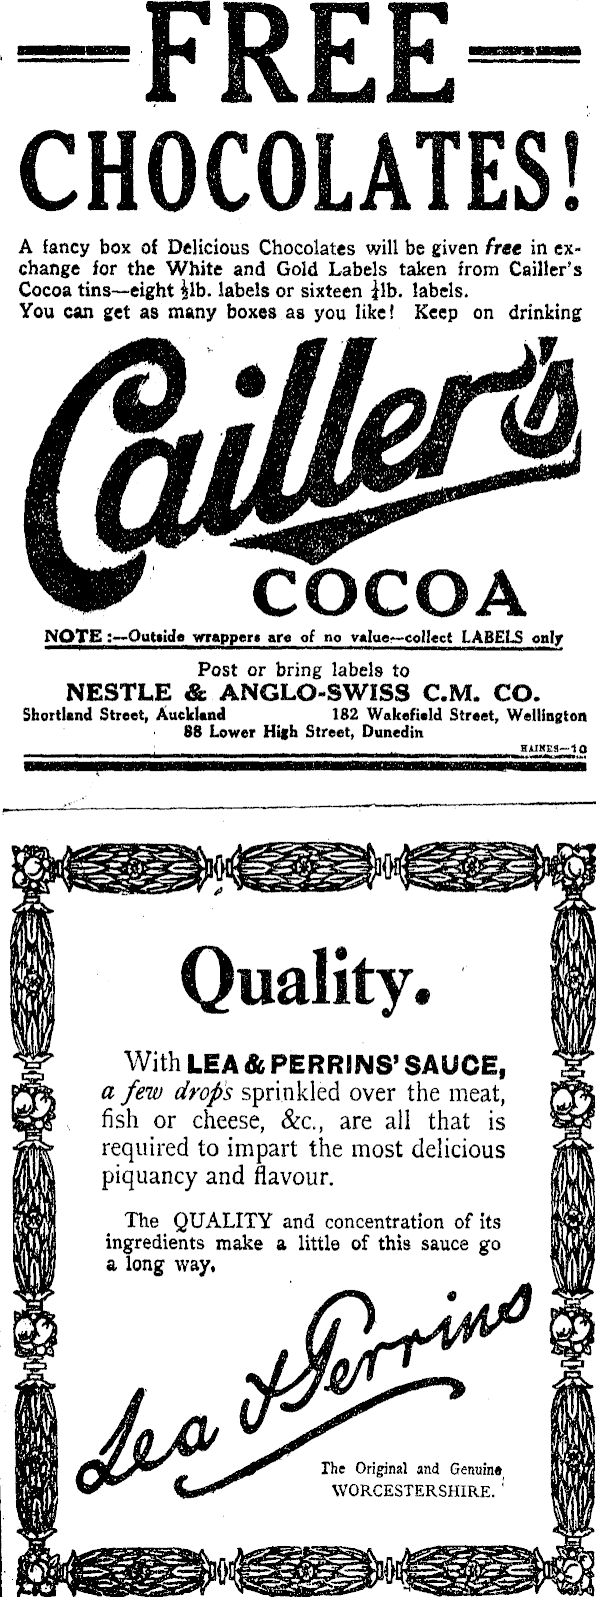 FREE
CHOCOLATES!
A fancy box of Delicious Chocolates will be given free in ex-
change for the White and Gold Labels taken from Cailler's
Cocoa tins—eight ½lb. labels or sixteen ¼lb. labels.
You can get as many boxes as you like! Keep on drinking
Cailler's
COCOA
NOTE :—Outside wrappers are of no value—collect LABELS only
Post or bring labels to
NESTLE & ANGLO-SWISS C.M. CO.
Shortland Street, Auckland 182 Wakefield Street, Wellington
88 Lower High Street, Dunedin
HAINES—10
Quality.
With LEA & PERRINS' SAUCE,
a few drops sprinkled over the meat,
fish or cheese, &c., are all that is
required to impart the most delicious
piquancy and flavour.
The QUALITY and concentration of its
ingredients make a little of this sauce go
a long way.
Lea & Perrins
The Original and Genuine
WORCESTERSHIRE.